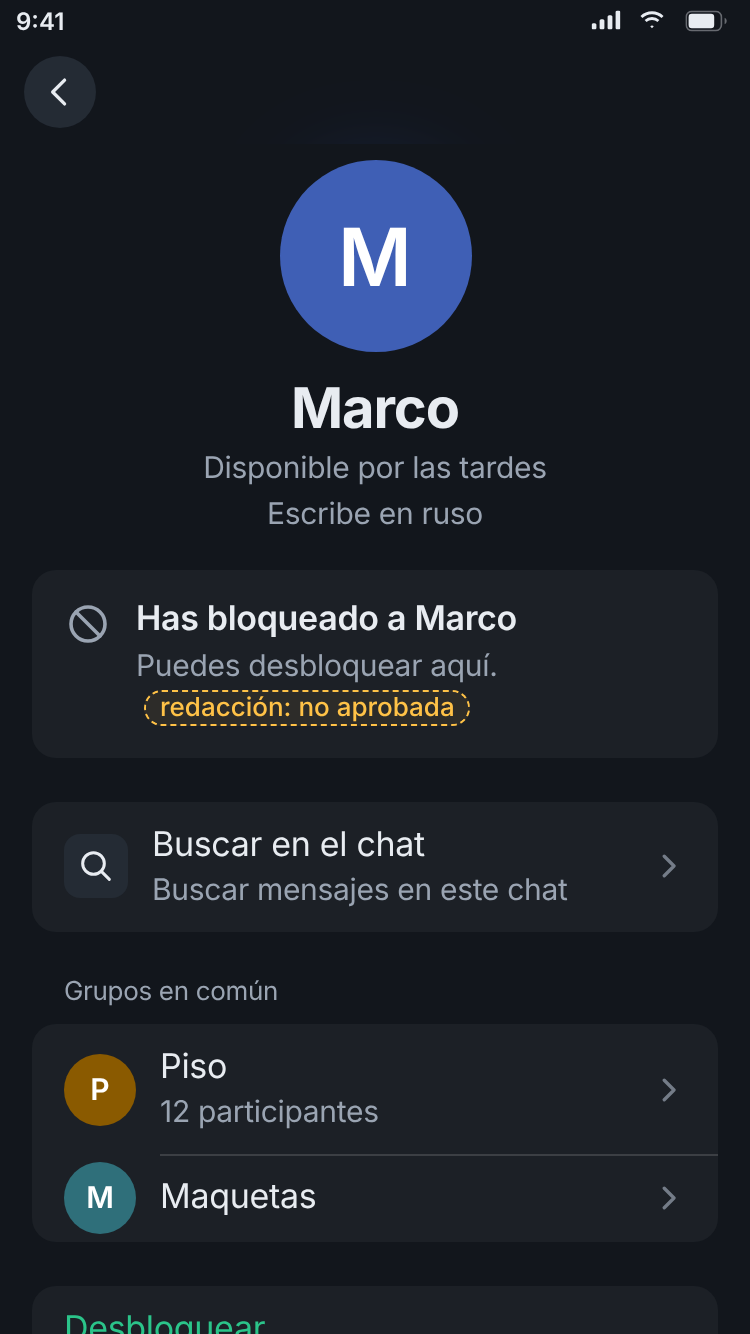 9:41
M
Marco
Disponible por las tardes
Escribe en ruso
Has bloqueado a Marco
Puedes desbloquear aquí.
redacción: no aprobada
Buscar en el chat
Buscar mensajes en este chat
Grupos en común
P
Piso
12 participantes
M
Maquetas
Desbloquear